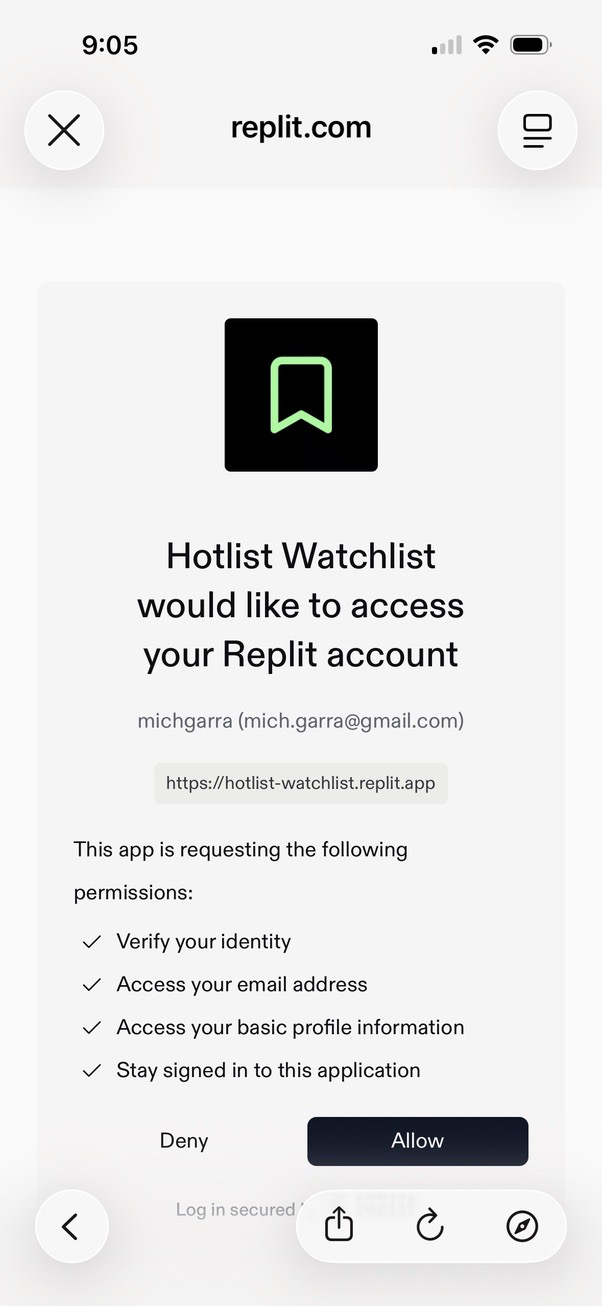 9:05
replit.com
Hotlist Watchlist
would like to access
your Replit account
michgarra (mich.garra@gmail.com)
https://hotlist-watchlist.replit.app
This app is requesting the following
permissions:
Verify your identity
Access your email address
Access your basic profile information
Stay signed in to this application
Deny
Allow
Log in secured